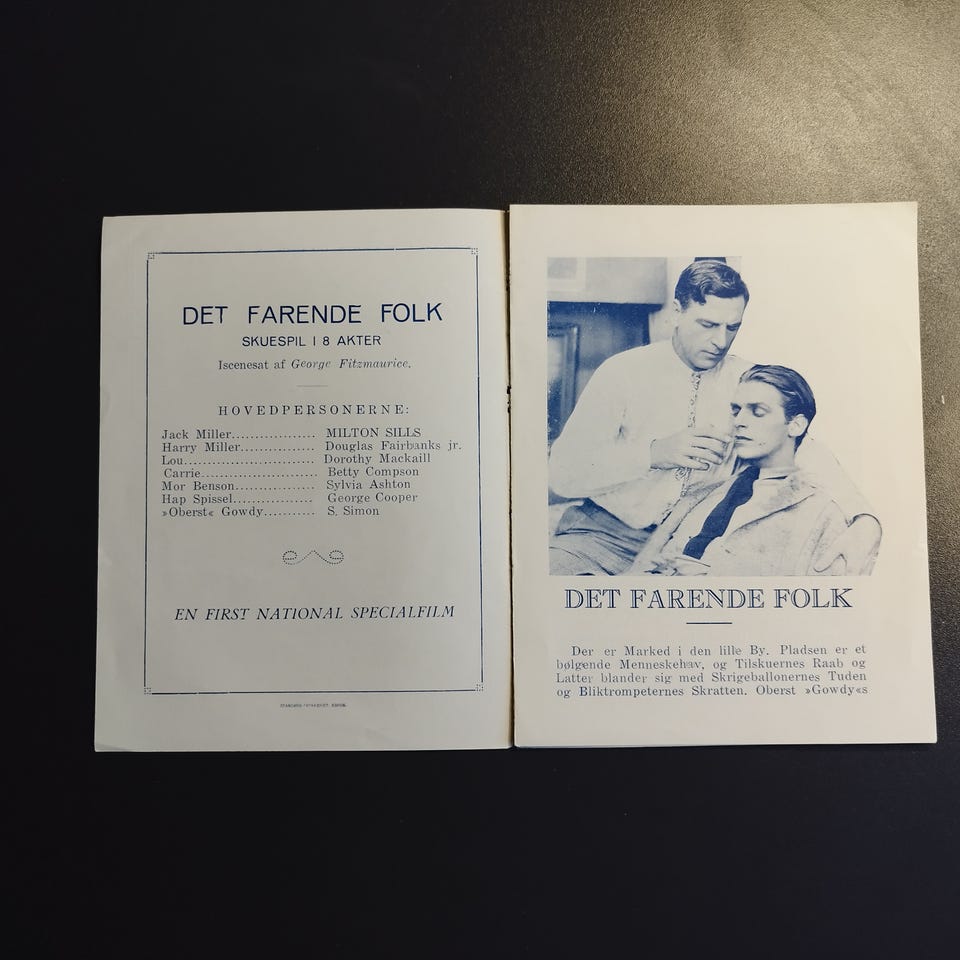 DET FARENDE FOLK
SKUESPIL I 8 AKTER
Iscenesat af George Fitzmaurice.
HOVEDPERSONERNE:
Jack Miller.................. MILTON SILLS
Harry Miller............... Douglas Fairbanks jr.
Lou.......................... Dorothy Mackaill
Carrie....................... Betty Compson
Mor Benson................ Sylvia Ashton
Hap Spissel................ George Cooper
»Oberst« Gowdy.......... S. Simon
EN FIRST NATIONAL SPECIALFILM
DET FARENDE FOLK
Der er Marked i den lille By. Pladsen er et
bølgende Menneskehav, og Tilskuernes Raab og
Latter blander sig med Skrigeballonernes Tuden
og Bliktrompeternes Skratten. Oberst »Gowdy«s